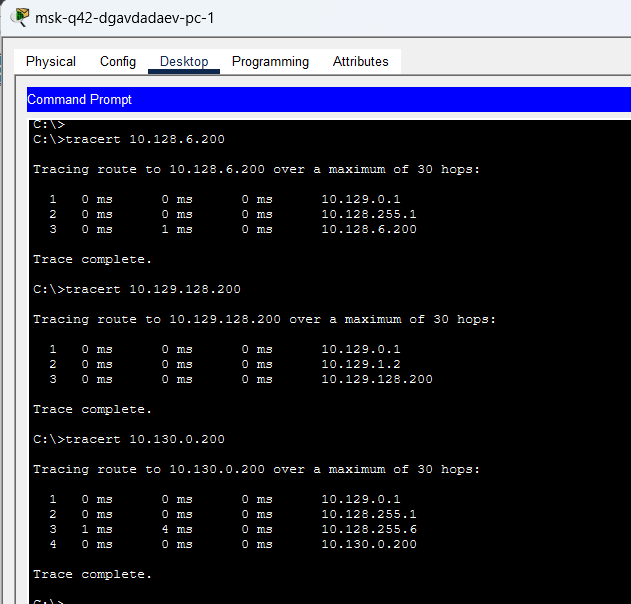 msk-q42-dgavdadaev-pc-1
Physical Config Desktop Programming Attributes
Command Prompt
C:\>
C:\>tracert 10.128.6.200
Tracing route to 10.128.6.200 over a maximum of 30 hops:
1 0 ms 0 ms 0 ms 10.129.0.1
2 0 ms 0 ms 0 ms 10.128.255.1
3 0 ms 1 ms 0 ms 10.128.6.200
Trace complete.
C:\>tracert 10.129.128.200
Tracing route to 10.129.128.200 over a maximum of 30 hops:
1 0 ms 0 ms 0 ms 10.129.0.1
2 0 ms 0 ms 0 ms 10.129.1.2
3 0 ms 0 ms 0 ms 10.129.128.200
Trace complete.
C:\>tracert 10.130.0.200
Tracing route to 10.130.0.200 over a maximum of 30 hops:
1 0 ms 0 ms 0 ms 10.129.0.1
2 0 ms 0 ms 0 ms 10.128.255.1
3 1 ms 4 ms 0 ms 10.128.255.6
4 0 ms 0 ms 0 ms 10.130.0.200
Trace complete.
C:\>